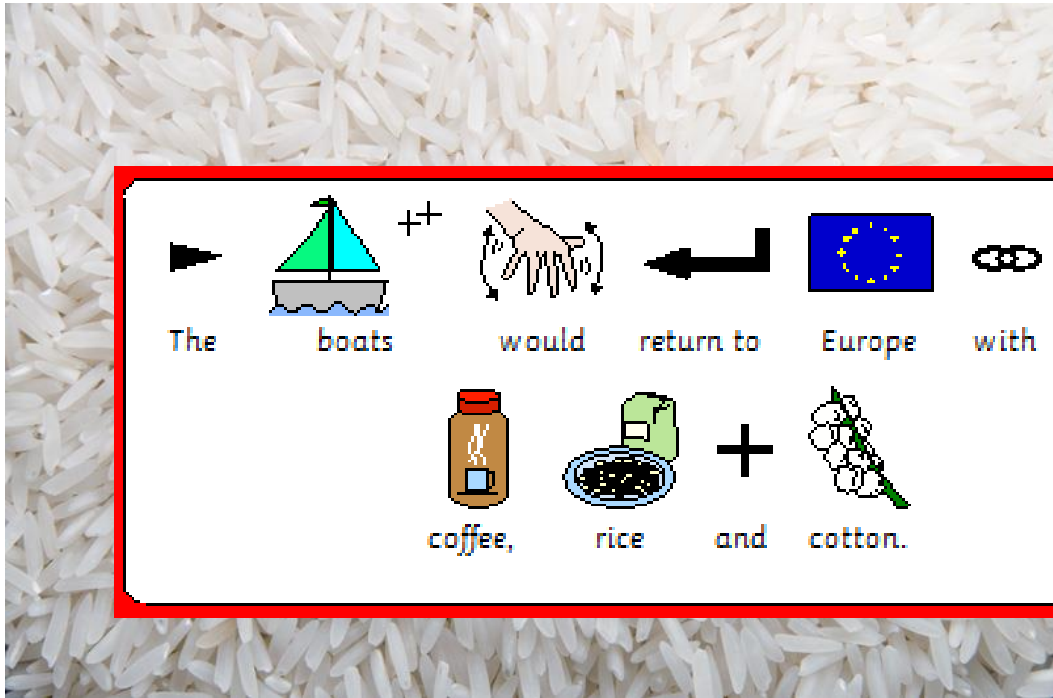 The boats would return to Europe with
coffee, rice and cotton.